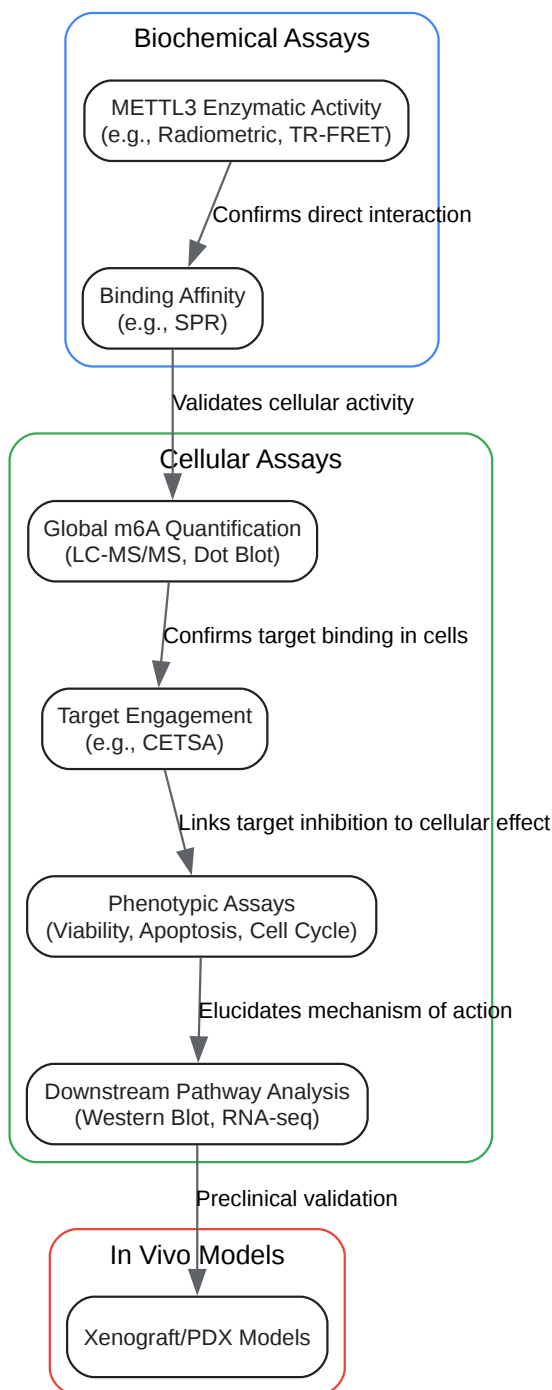 Biochemical Assays
METTL3 Enzymatic Activity
(e.g., Radiometric, TR-FRET)
Confirms direct interaction
Binding Affinity
(e.g., SPR)
Validates cellular activity
Cellular Assays
Global m6A Quantification
(LC-MS/MS, Dot Blot)
Confirms target binding in cells
Target Engagement
(e.g., CETSA)
Links target inhibition to cellular effect
Phenotypic Assays
(Viability, Apoptosis, Cell Cycle)
Elucidates mechanism of action
Downstream Pathway Analysis
(Western Blot, RNA-seq)
Preclinical validation
In Vivo Models
Xenograft/PDX Models